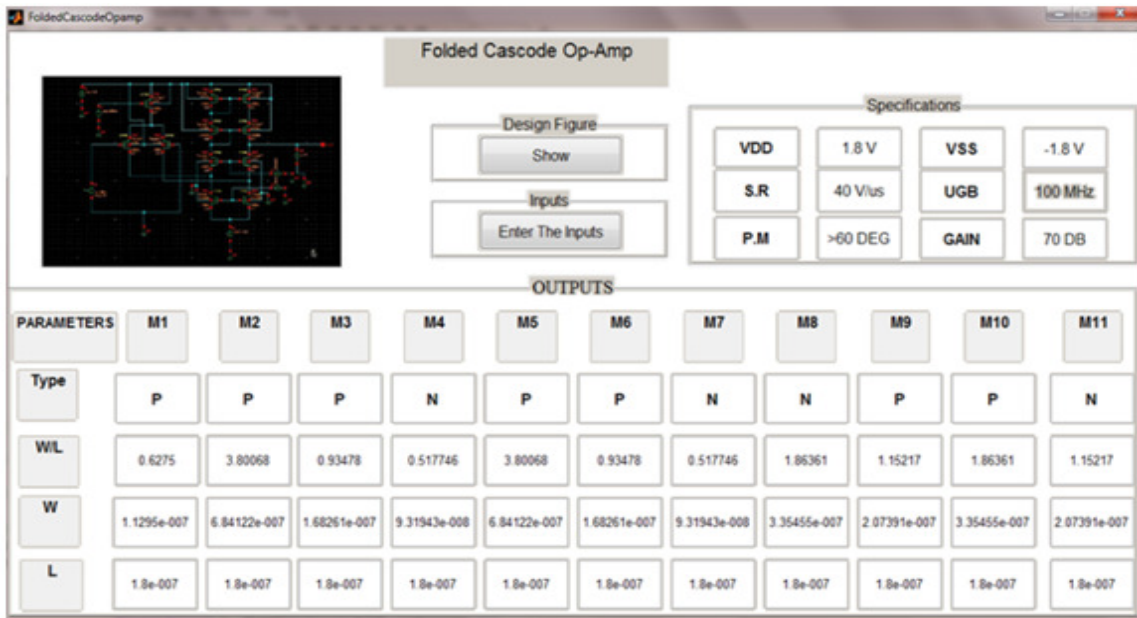 FoldedCascodeOpamp
Folded Cascode Op-Amp
Design Figure
Show
Inputs
Enter The Inputs
Specifications
VDD 1.8 V VSS -1.8 V
S.R 40 V/us UGB 100 MHz
P.M >60 DEG GAIN 70 DB
OUTPUTS
PARAMETERS M1 M2 M3 M4 M5 M6 M7 M8 M9 M10 M11
Type P P P N P P N N P P N
W/L 0.6275 3.80068 0.93478 0.517746 3.80068 0.93478 0.517746 1.86361 1.15217 1.86361 1.15217
W 1.1295e-007 6.84122e-007 1.68261e-007 9.31943e-008 6.84122e-007 1.68261e-007 9.31943e-008 3.35455e-007 2.07391e-007 3.35455e-007 2.07391e-007
L 1.8e-007 1.8e-007 1.8e-007 1.8e-007 1.8e-007 1.8e-007 1.8e-007 1.8e-007 1.8e-007 1.8e-007 1.8e-007